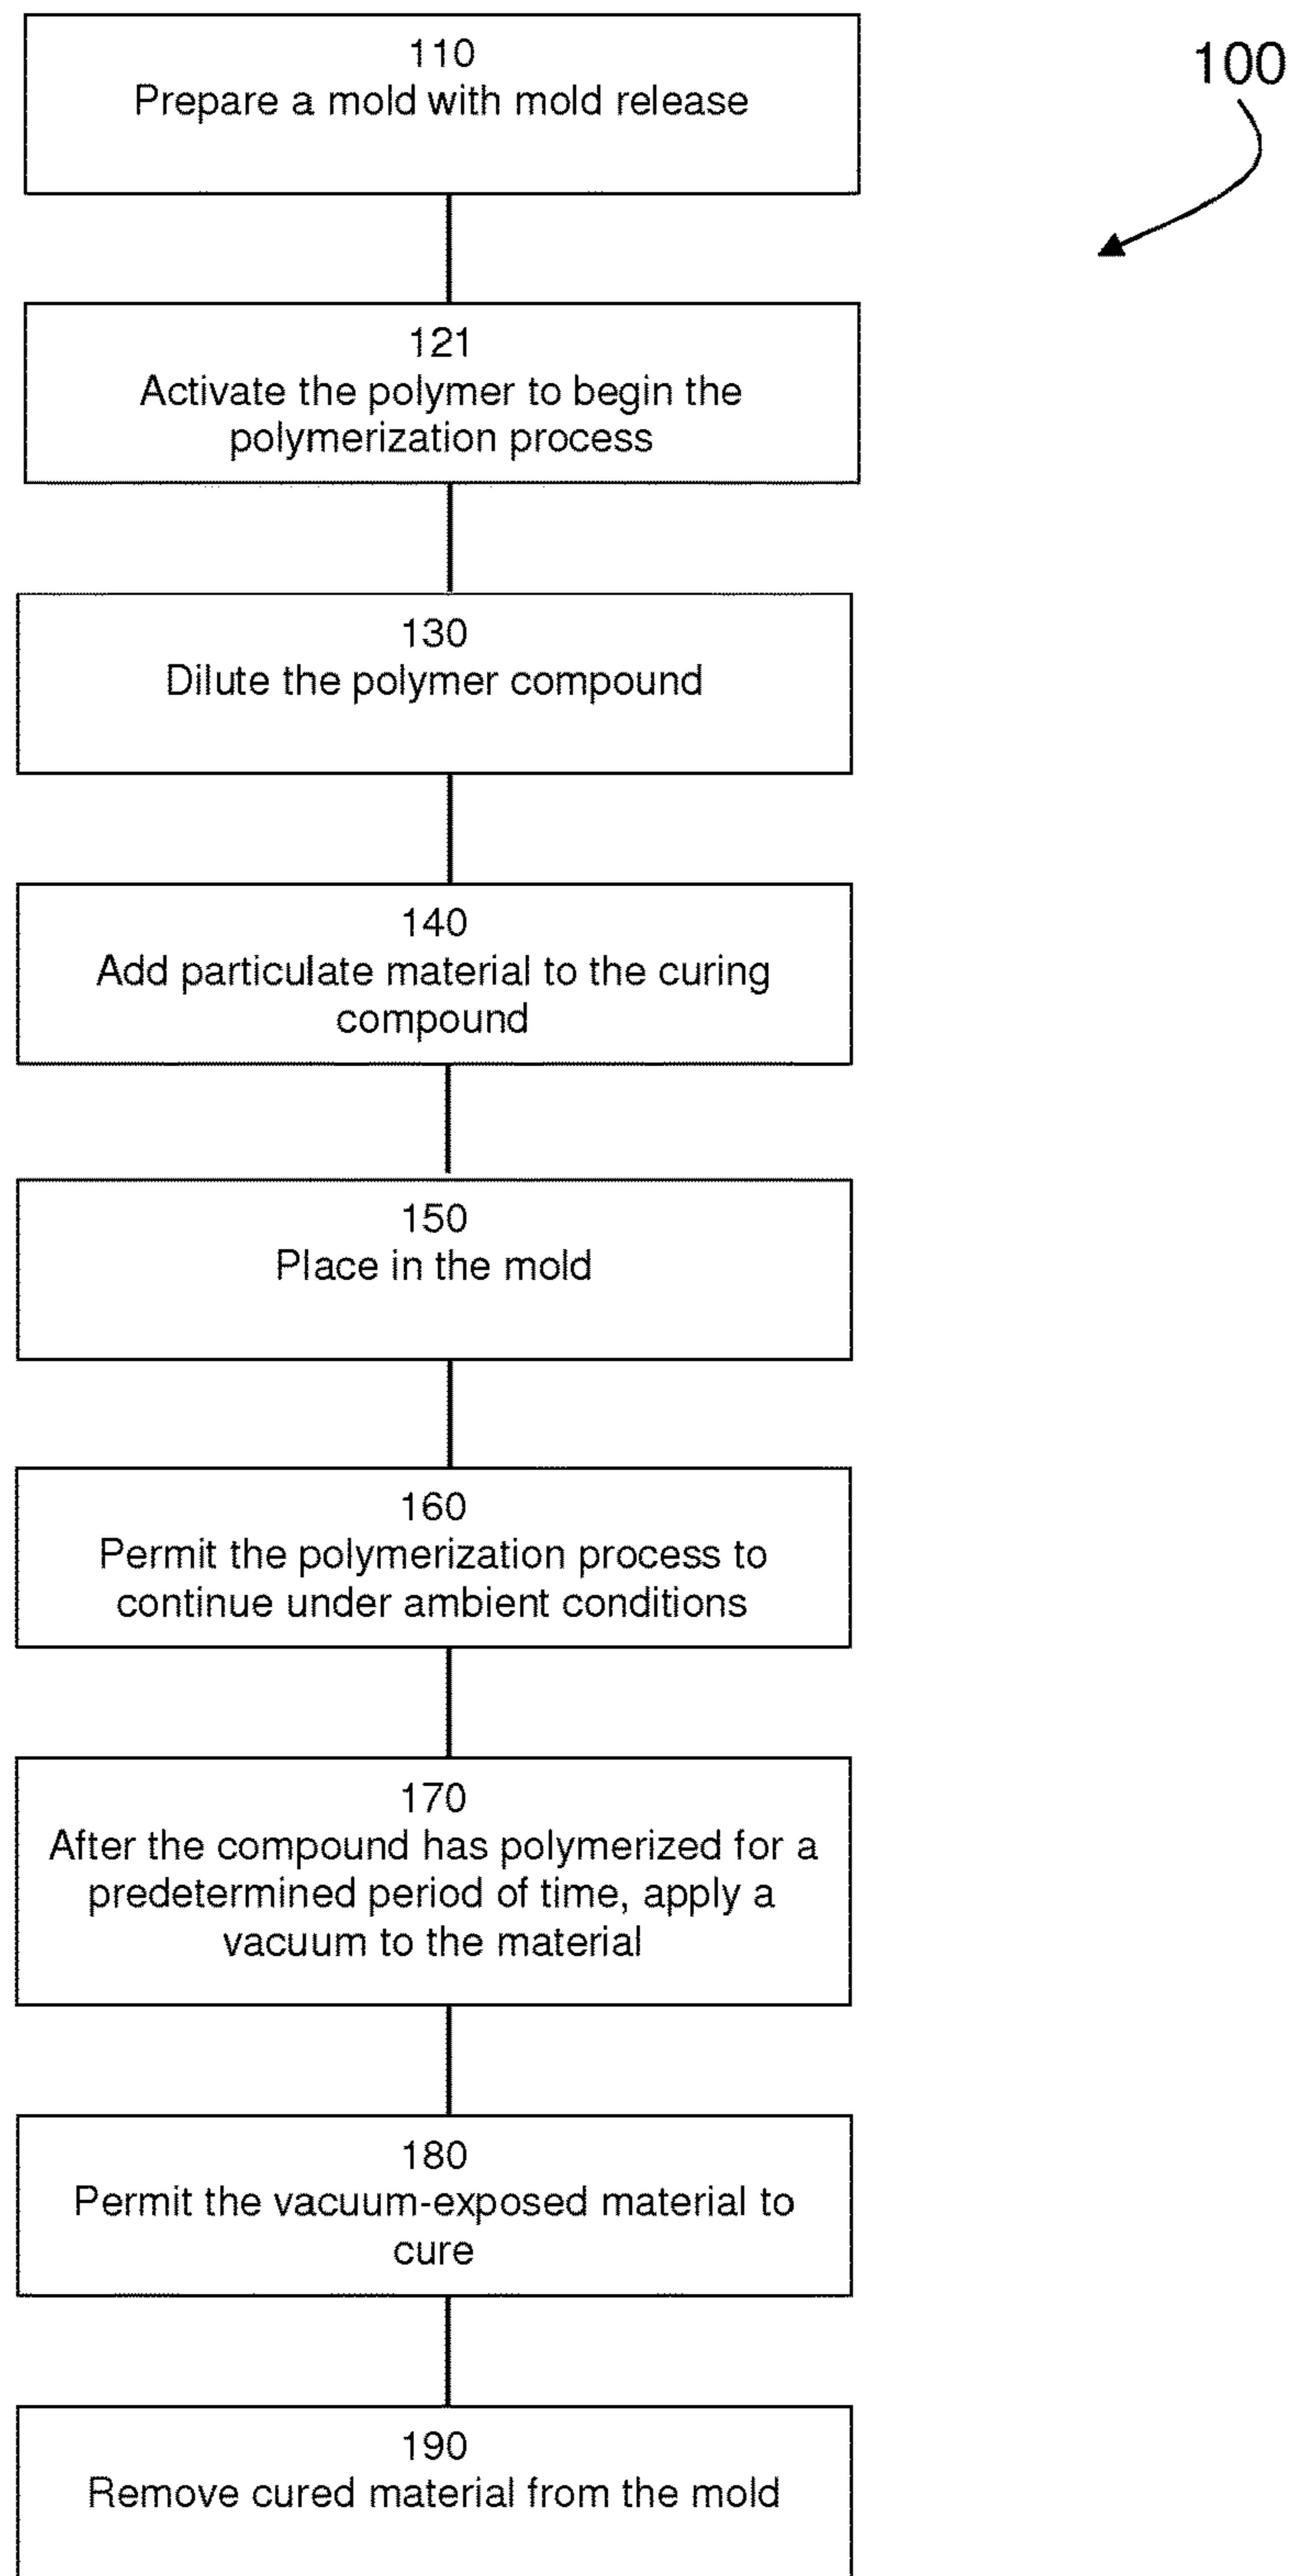 100
110
Prepare a mold with mold release
121
Activate the polymer to begin the
polymerization process
130
Dilute the polymer compound
140
Add particulate material to the curing
compound
150
Place in the mold
160
Permit the polymerization process to
continue under ambient conditions
170
After the compound has polymerized for a
predetermined period of time, apply a
vacuum to the material
180
Permit the vacuum-exposed material to
cure
190
Remove cured material from the mold